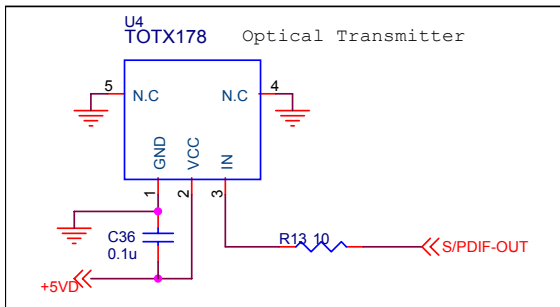 U4
TOTX178 Optical Transmitter
5 N.C N.C 4
GND VCC IN
1 2 3
C36
0.1u
R13 10
S/PDIF-OUT
+5VD